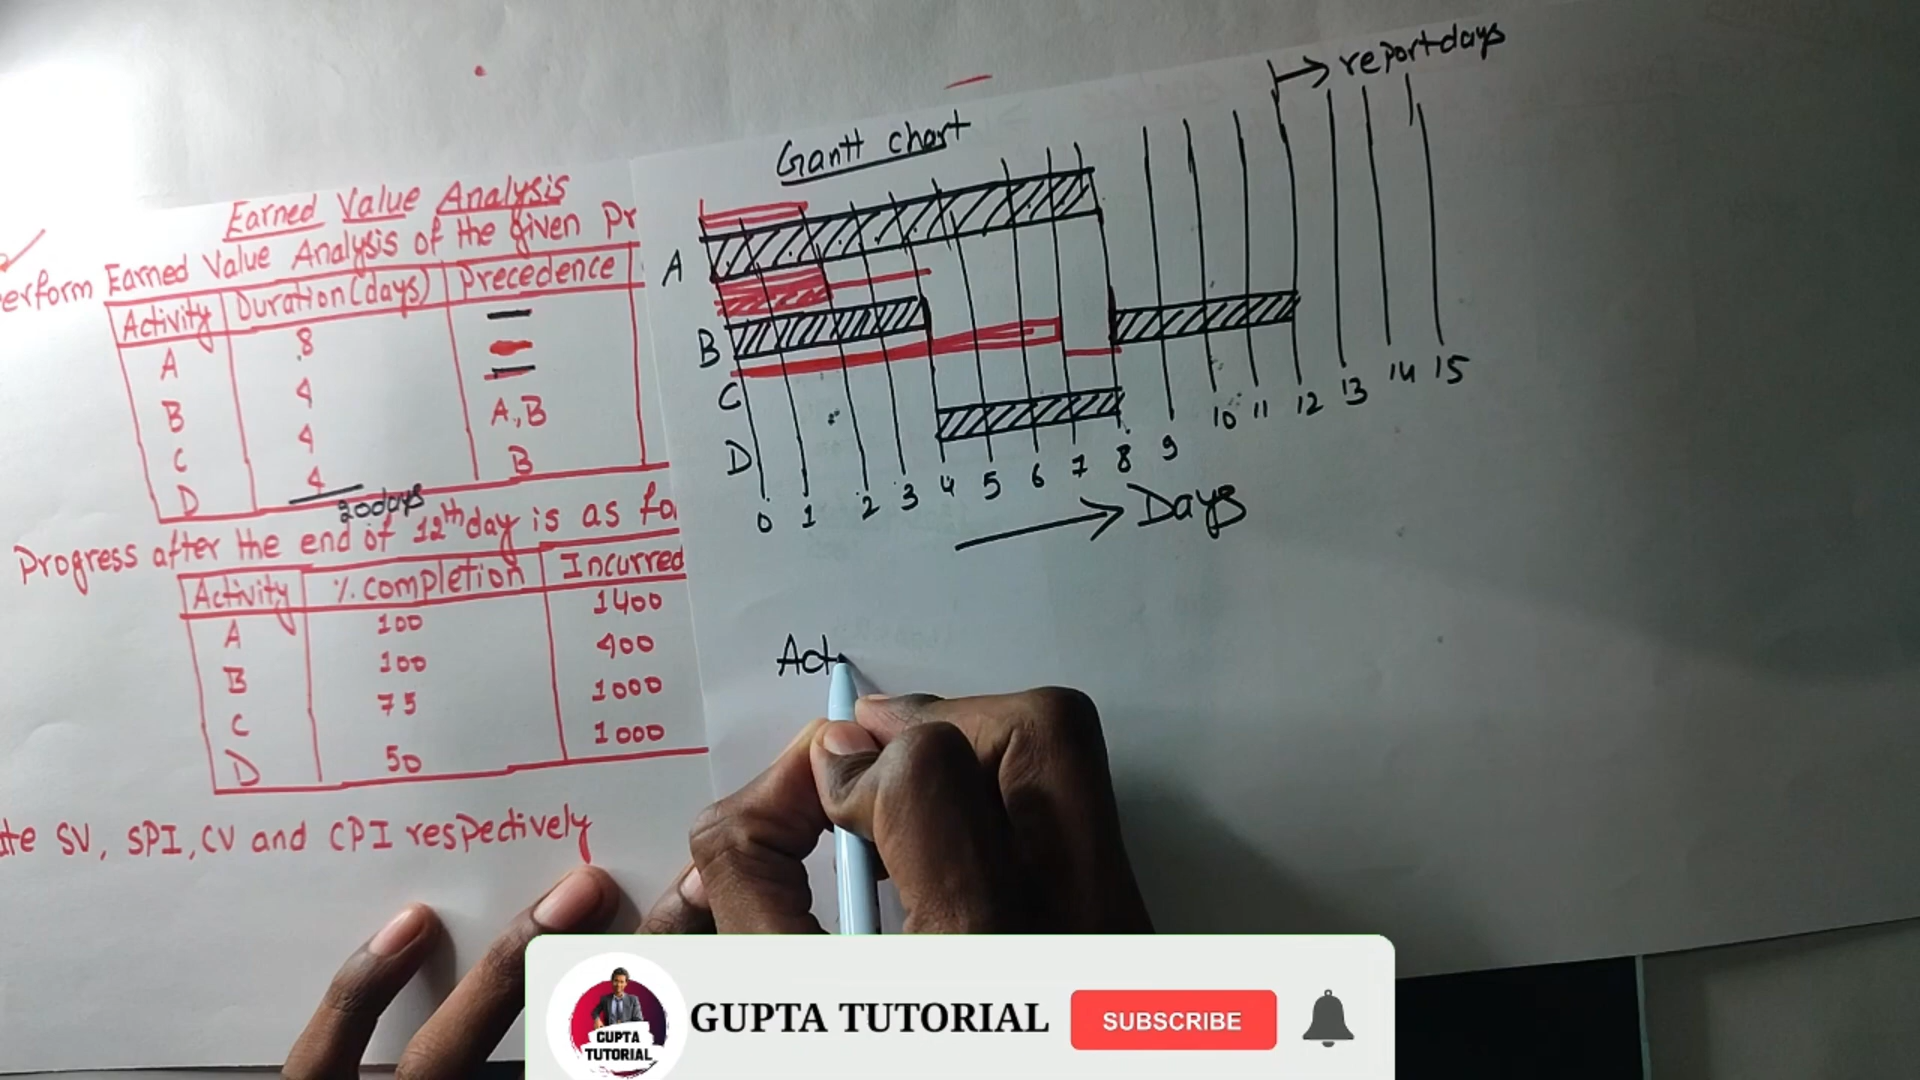 Earned Value Analysis
erform Earned Value Analysis of the given Pr
Activity Duration(days) Precedence
A 8 —
B 4 —
C 4 A,B
D 4 B
20days
Progress after the end of 12th day is as fo
Activity % completion Incurred
A 100 1400
B 100 400
C 75 1000
D 50 1000
te SV, SPI, CV and CPI respectively
Gantt chart
→ report days
A
B
C
D
0 1 2 3 4 5 6 7 8 9 10 11 12 13 14 15
→ Days
Act
GUPTA TUTORIAL
GUPTA TUTORIAL
SUBSCRIBE